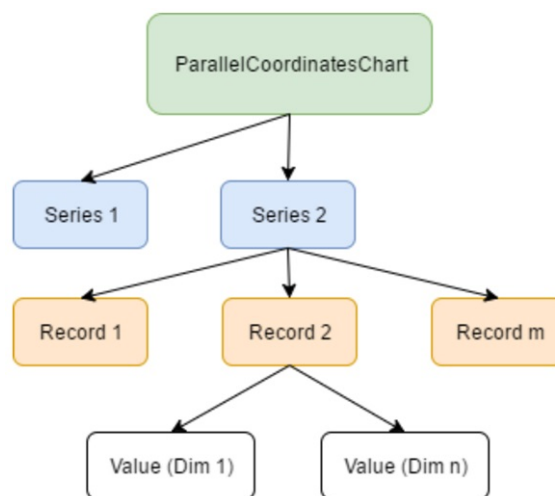 ParallelCoordinatesChart
Series 1
Series 2
Record 1
Record 2
Record m
Value (Dim 1)
Value (Dim n)